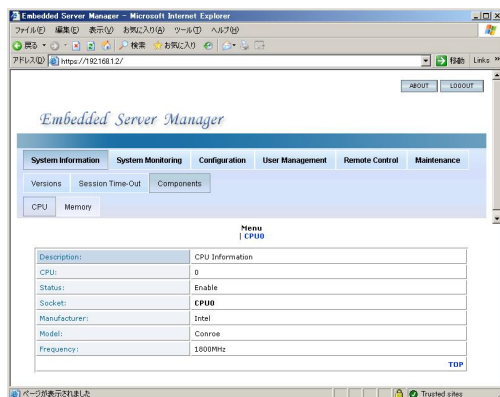 Embedded Server Manager - Microsoft Internet Explorer
ファイル(F) 編集(E) 表示(V) お気に入り(A) ツール(T) ヘルプ(H)
戻る 検索 お気に入り
アドレス(D) https://192.168.1.2/ 移動 Links »
ABOUT LOGOUT
Embedded Server Manager
System Information System Monitoring Configuration User Management Remote Control Maintenance
Versions Session Time-Out Components
CPU Memory
Menu
| CPU0
Description: CPU Information
CPU: 0
Status: Enable
Socket: CPU0
Manufacturer: Intel
Model: Conroe
Frequency: 1800MHz
TOP
ページが表示されました Trusted sites